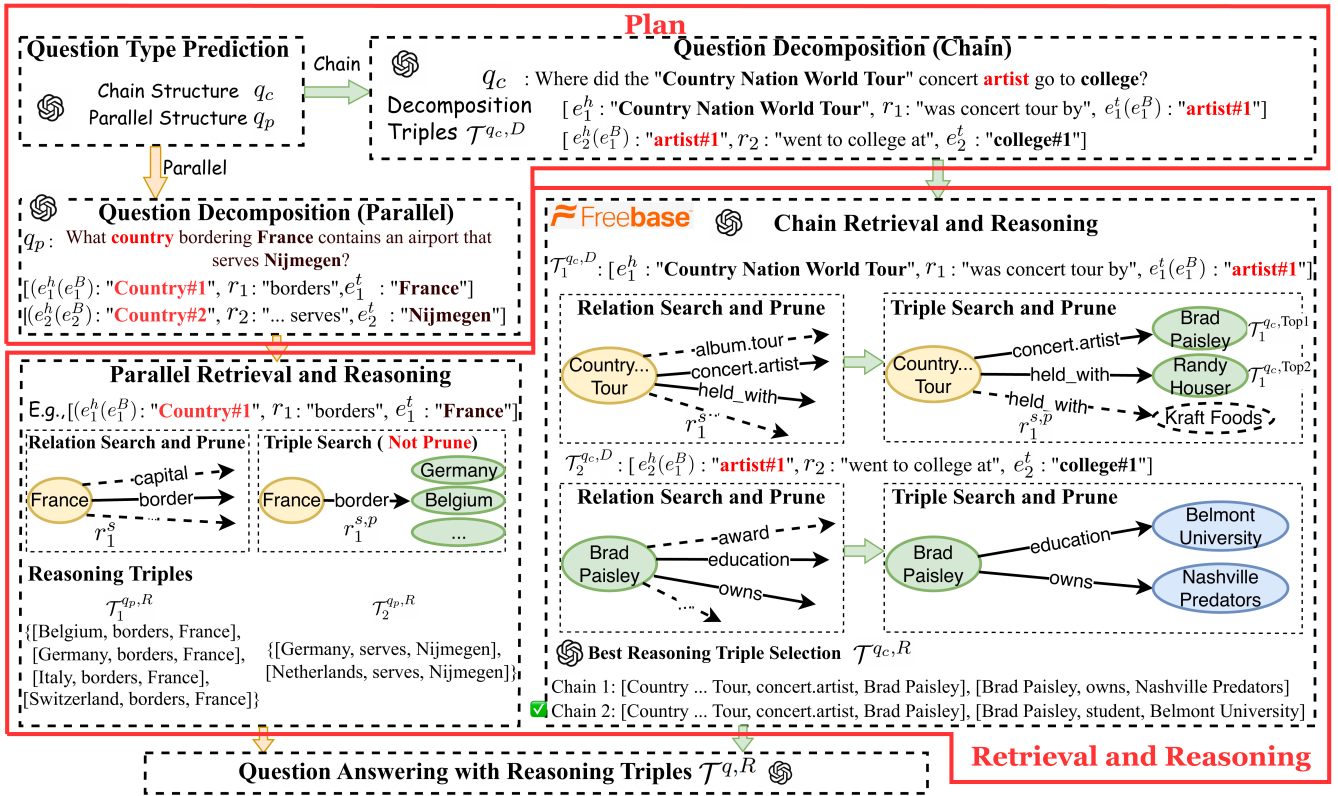 Plan
Question Type Prediction
Chain Structure q_c
Parallel Structure q_p
Chain
Parallel
Question Decomposition (Chain)
q_c : Where did the "Country Nation World Tour" concert artist go to college?
Decomposition
Triples 𝒯^{q_c,D}
[ e_1^h : "Country Nation World Tour", r_1: "was concert tour by", e_1^t(e_1^B) : "artist#1"]
[ e_2^h(e_1^B) : "artist#1", r_2 : "went to college at", e_2^t : "college#1"]
Question Decomposition (Parallel)
q_p : What country bordering France contains an airport that
serves Nijmegen?
[(e_1^h(e_1^B): "Country#1", r_1: "borders",e_1^t : "France"]
[(e_2^h(e_2^B): "Country#2", r_2: "... serves", e_2^t : "Nijmegen"]
Parallel Retrieval and Reasoning
E.g.,[(e_1^h(e_1^B): "Country#1", r_1: "borders", e_1^t : "France"]
Relation Search and Prune
France
capital
border
...
r_1^s
Triple Search ( Not Prune)
France
border
r_1^{s,p}
Germany
Belgium
...
Reasoning Triples
𝒯_1^{q_p,R}
{[Belgium, borders, France],
[Germany, borders, France],
[Italy, borders, France],
[Switzerland, borders, France]}
𝒯_2^{q_p,R}
{[Germany, serves, Nijmegen],
[Netherlands, serves, Nijmegen]}
Freebase
Chain Retrieval and Reasoning
𝒯_1^{q_c,D}: [ e_1^h : "Country Nation World Tour", r_1 : "was concert tour by", e_1^t(e_1^B) : "artist#1"]
Relation Search and Prune
Country...
Tour
album.tour
concert.artist
held_with
...
r_1^s
Triple Search and Prune
Country...
Tour
concert.artist
held_with
held_with
r_1^{s,p}
Brad
Paisley
𝒯_1^{q_c,Top1}
Randy
Houser
𝒯_1^{q_c,Top2}
Kraft Foods
𝒯_2^{q_c,D} : [ e_2^h(e_1^B) : "artist#1", r_2 : "went to college at", e_2^t : "college#1"]
Relation Search and Prune
Brad
Paisley
award
education
owns
...
Triple Search and Prune
Brad
Paisley
education
owns
Belmont
University
Nashville
Predators
Best Reasoning Triple Selection 𝒯^{q_c,R}
Chain 1: [Country ... Tour, concert.artist, Brad Paisley], [Brad Paisley, owns, Nashville Predators]
✅ Chain 2: [Country ... Tour, concert.artist, Brad Paisley], [Brad Paisley, student, Belmont University]
Retrieval and Reasoning
Question Answering with Reasoning Triples 𝒯^{q,R}